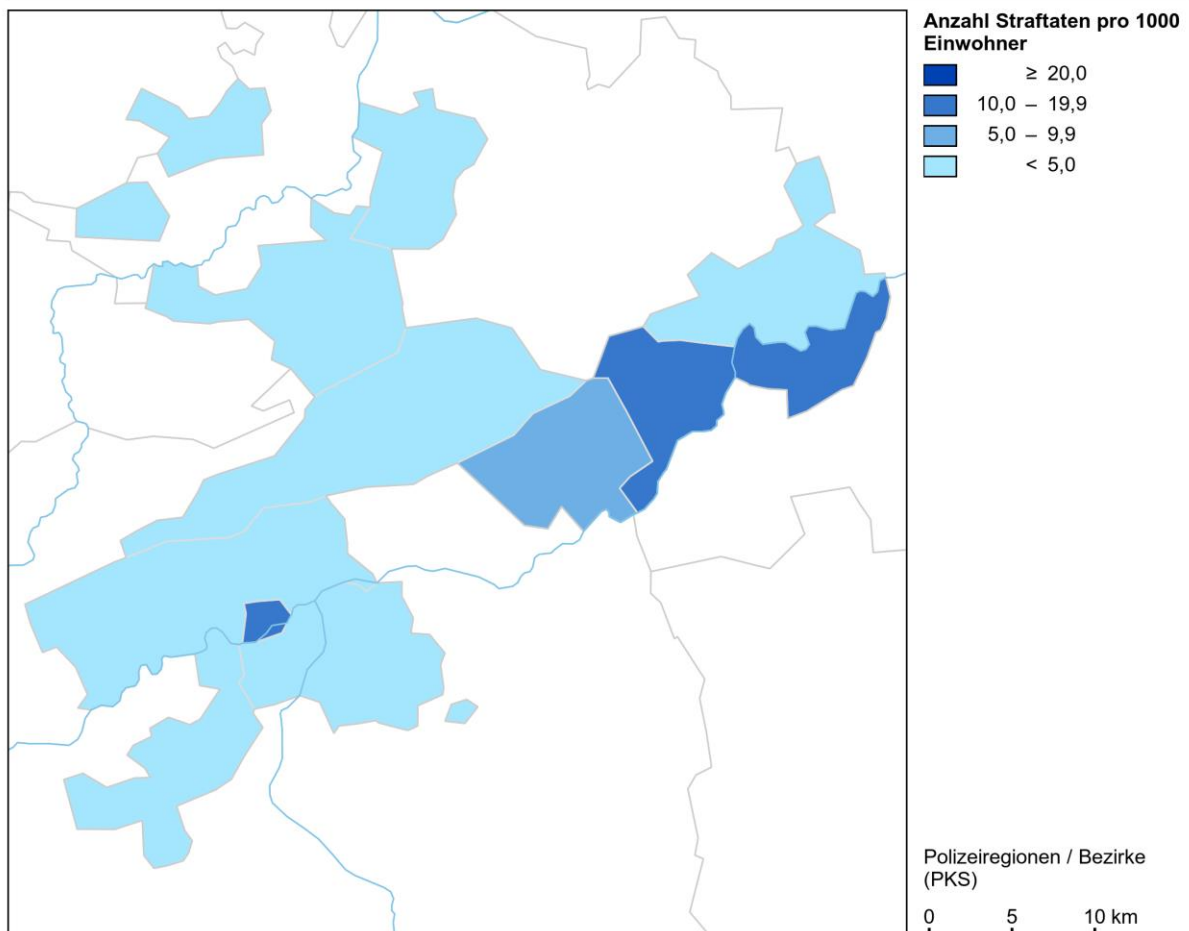 Anzahl Straftaten pro 1000
Einwohner
≥ 20,0
10,0 – 19,9
5,0 – 9,9
< 5,0
Polizeiregionen / Bezirke
(PKS)
0 5 10 km